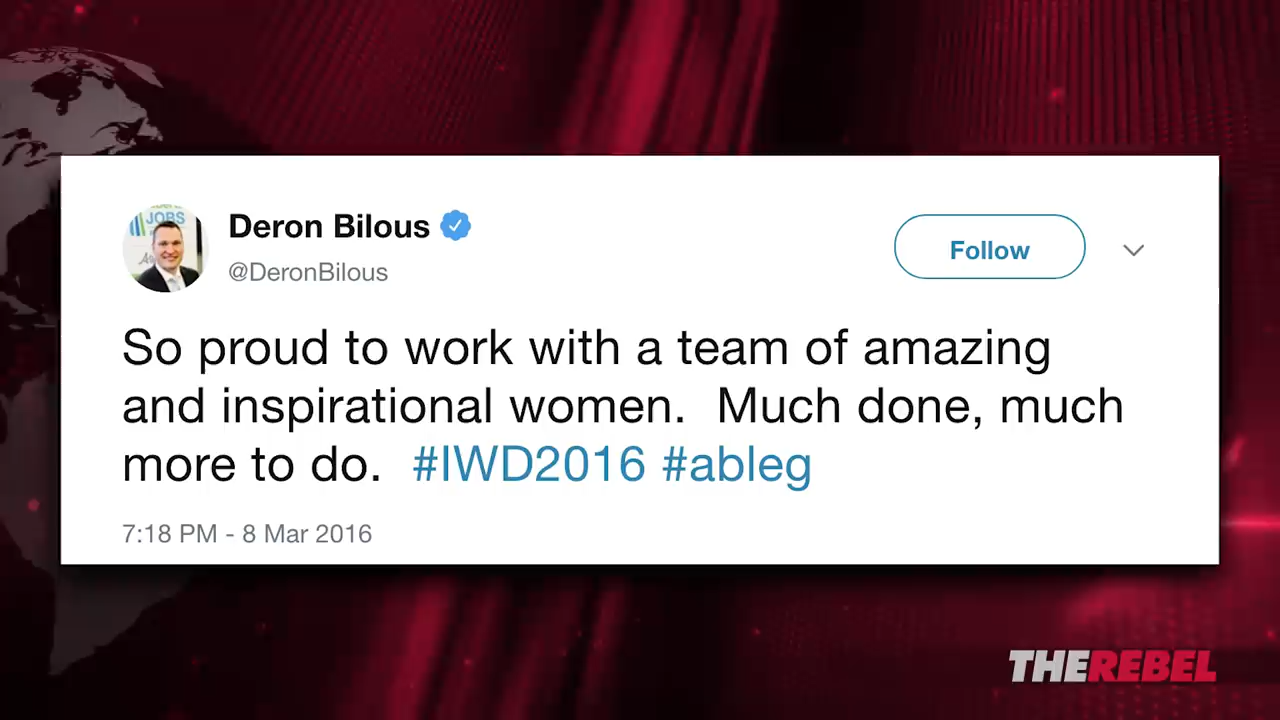 JOBS
Deron Bilous
@DeronBilous
Follow
So proud to work with a team of amazing
and inspirational women.  Much done, much
more to do.  #IWD2016 #ableg
7:18 PM - 8 Mar 2016
THEREBEL